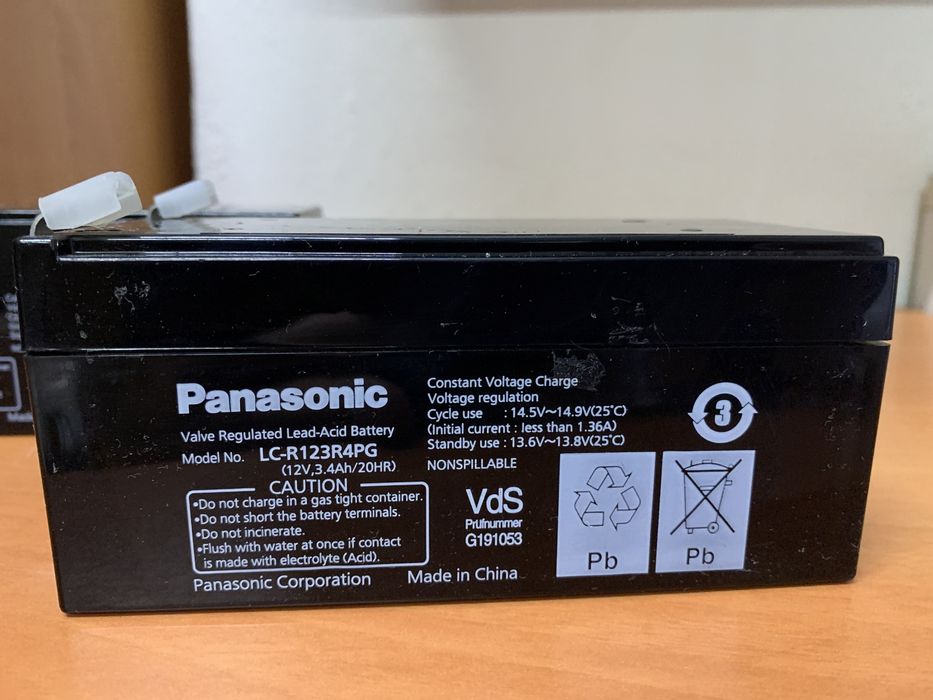 Panasonic
Valve Regulated Lead-Acid Battery
Model No. LC-R123R4PG
(12V,3.4Ah/20HR)
CAUTION
•Do not charge in a gas tight container.
•Do not short the battery terminals.
•Do not incinerate.
•Flush with water at once if contact
is made with electrolyte (Acid).
Panasonic Corporation
Made in China
Constant Voltage Charge
Voltage regulation
Cycle use : 14.5V~14.9V(25°C)
(Initial current : less than 1.36A)
Standby use : 13.6V~13.8V(25°C)
NONSPILLABLE
VdS
Prüfnummer
G191053
3
Pb
Pb